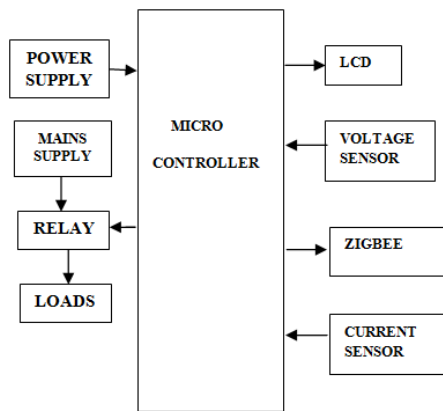 POWER
SUPPLY
MAINS
SUPPLY
RELAY
LOADS
MICRO
CONTROLLER
LCD
VOLTAGE
SENSOR
ZIGBEE
CURRENT
SENSOR